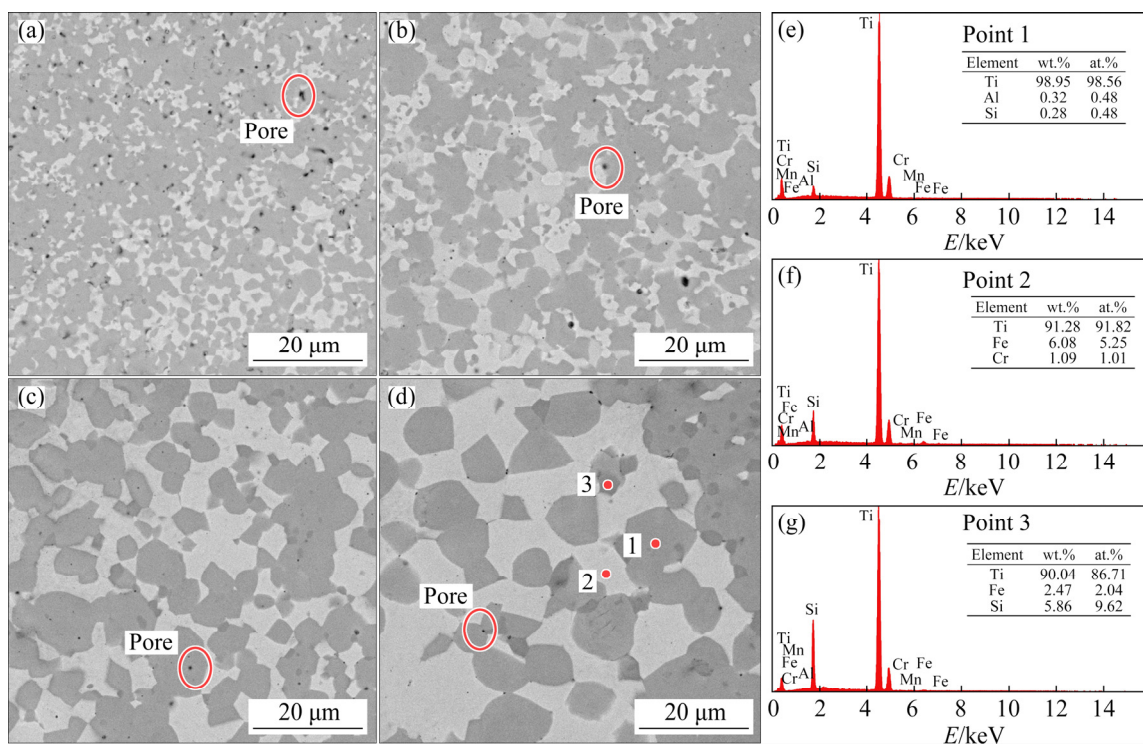 (a)
Pore
20 μm
(b)
Pore
20 μm
(c)
Pore
20 μm
(d)
3
1
2
Pore
20 μm
(e)
Ti
Point 1
Element wt.% at.%
Ti 98.95 98.56
Al 0.32 0.48
Si 0.28 0.48
Ti
Cr
Mn
Fe
Al
Si
Cr
Mn
Fe Fe
0 2 4 6 8 10 12 14
E/keV
(f)
Ti
Point 2
Element wt.% at.%
Ti 91.28 91.82
Fe 6.08 5.25
Cr 1.09 1.01
Ti
Fe
Cr
Mn
Al
Si
Cr Fe
Mn Fe
0 2 4 6 8 10 12 14
E/keV
(g)
Ti
Point 3
Element wt.% at.%
Ti 90.04 86.71
Fe 2.47 2.04
Si 5.86 9.62
Si
Ti
Mn
Fe
Cr Al
Cr Fe
Mn Fe
0 2 4 6 8 10 12 14
E/keV